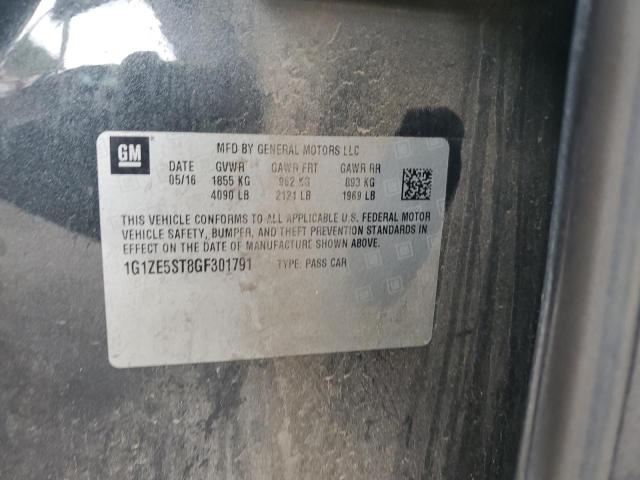 GM
MFD BY GENERAL MOTORS LLC
DATE GVWR GAWR FRT GAWR RR
05/16 1855 KG 962 KG 893 KG
4090 LB 2121 LB 1969 LB
THIS VEHICLE CONFORMS TO ALL APPLICABLE U.S. FEDERAL MOTOR
VEHICLE SAFETY, BUMPER, AND THEFT PREVENTION STANDARDS IN
EFFECT ON THE DATE OF MANUFACTURE SHOWN ABOVE.
1G1ZE5ST8GF301791 TYPE: PASS CAR